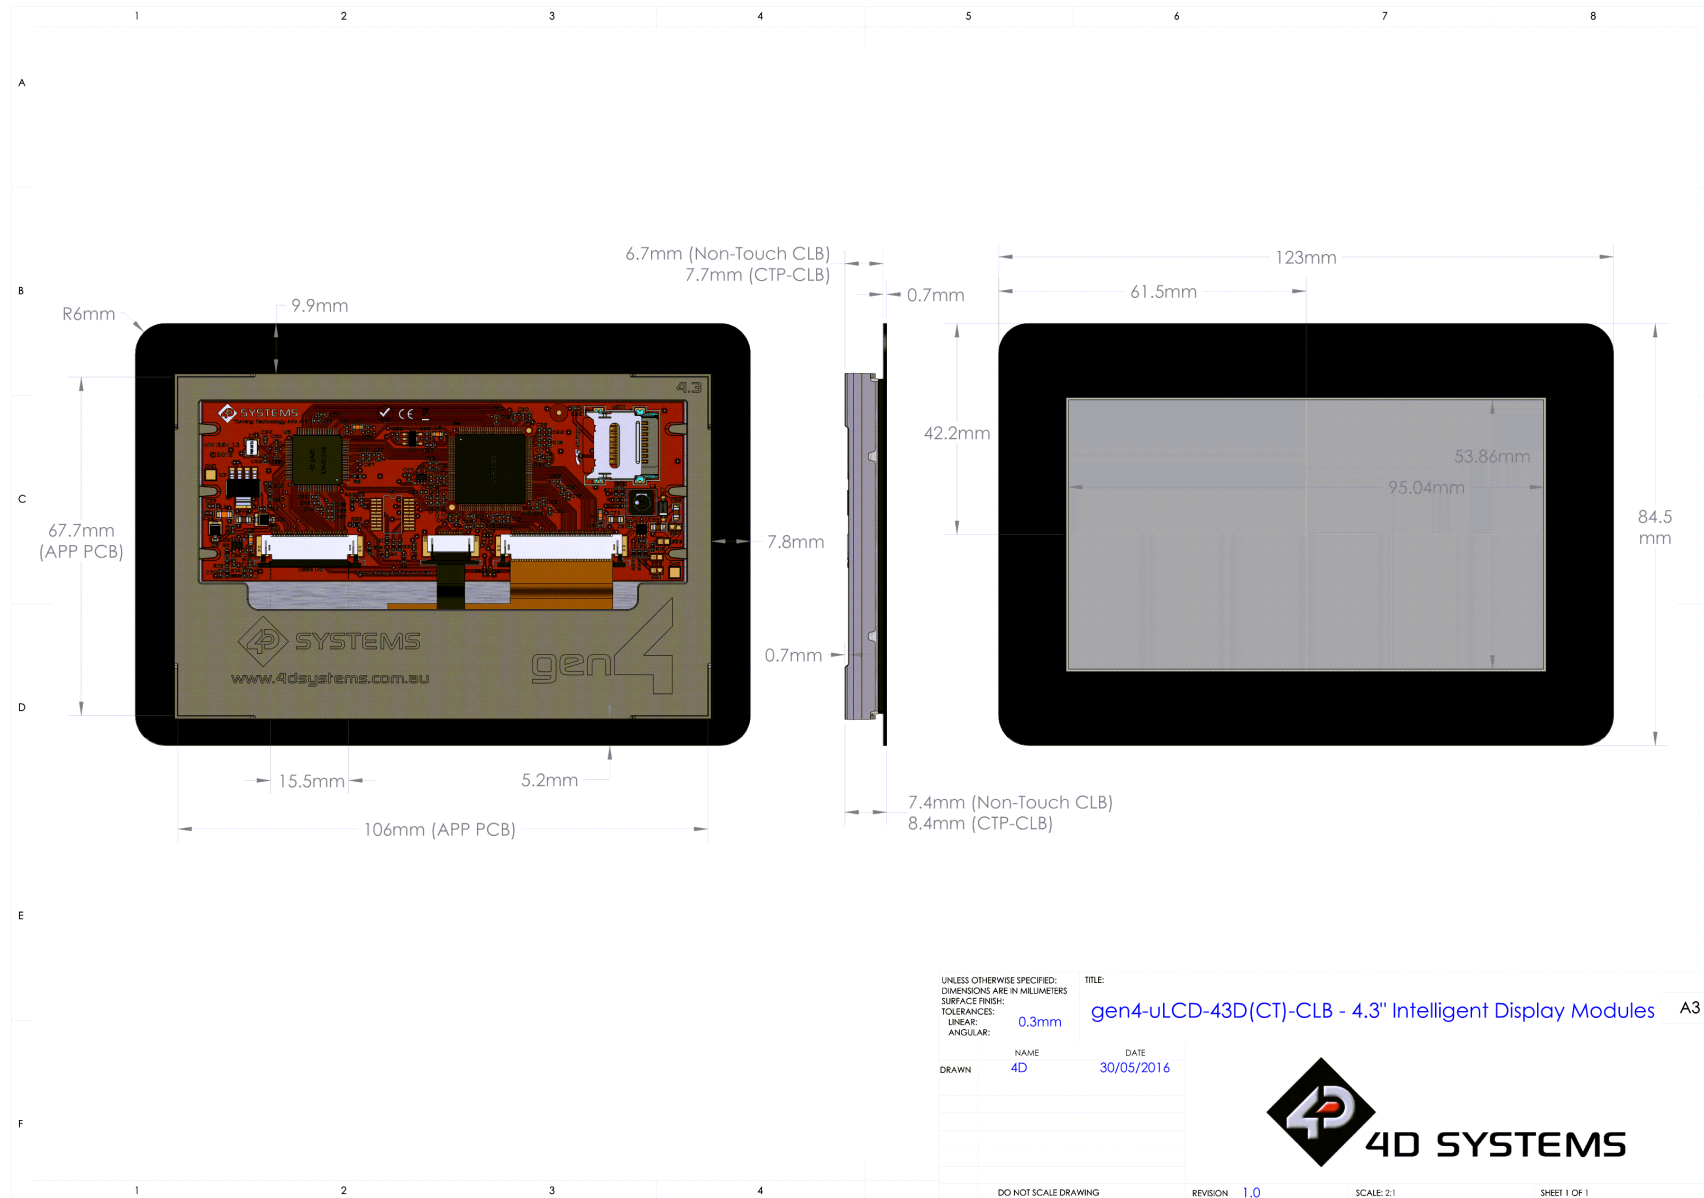 1 2 3 4 5 6 7 8
A
B
C
D
E
F
6.7mm (Non-Touch CLB)
7.7mm (CTP-CLB)
0.7mm
123mm
61.5mm
R6mm
9.9mm
4.3
SYSTEMS
CE
42.2mm
53.86mm
95.04mm
67.7mm
(APP PCB)
7.8mm
84.5
mm
4D SYSTEMS
www.4dsystems.com.au
gen4
0.7mm
15.5mm
5.2mm
106mm (APP PCB)
7.4mm (Non-Touch CLB)
8.4mm (CTP-CLB)
UNLESS OTHERWISE SPECIFIED:
DIMENSIONS ARE IN MILLIMETERS
SURFACE FINISH:
TOLERANCES:
LINEAR: 0.3mm
ANGULAR:
TITLE:
gen4-uLCD-43D(CT)-CLB - 4.3" Intelligent Display Modules
A3
NAME DATE
DRAWN 4D 30/05/2016
4D SYSTEMS
DO NOT SCALE DRAWING
REVISION 1.0
SCALE: 2:1
SHEET 1 OF 1
1 2 3 4